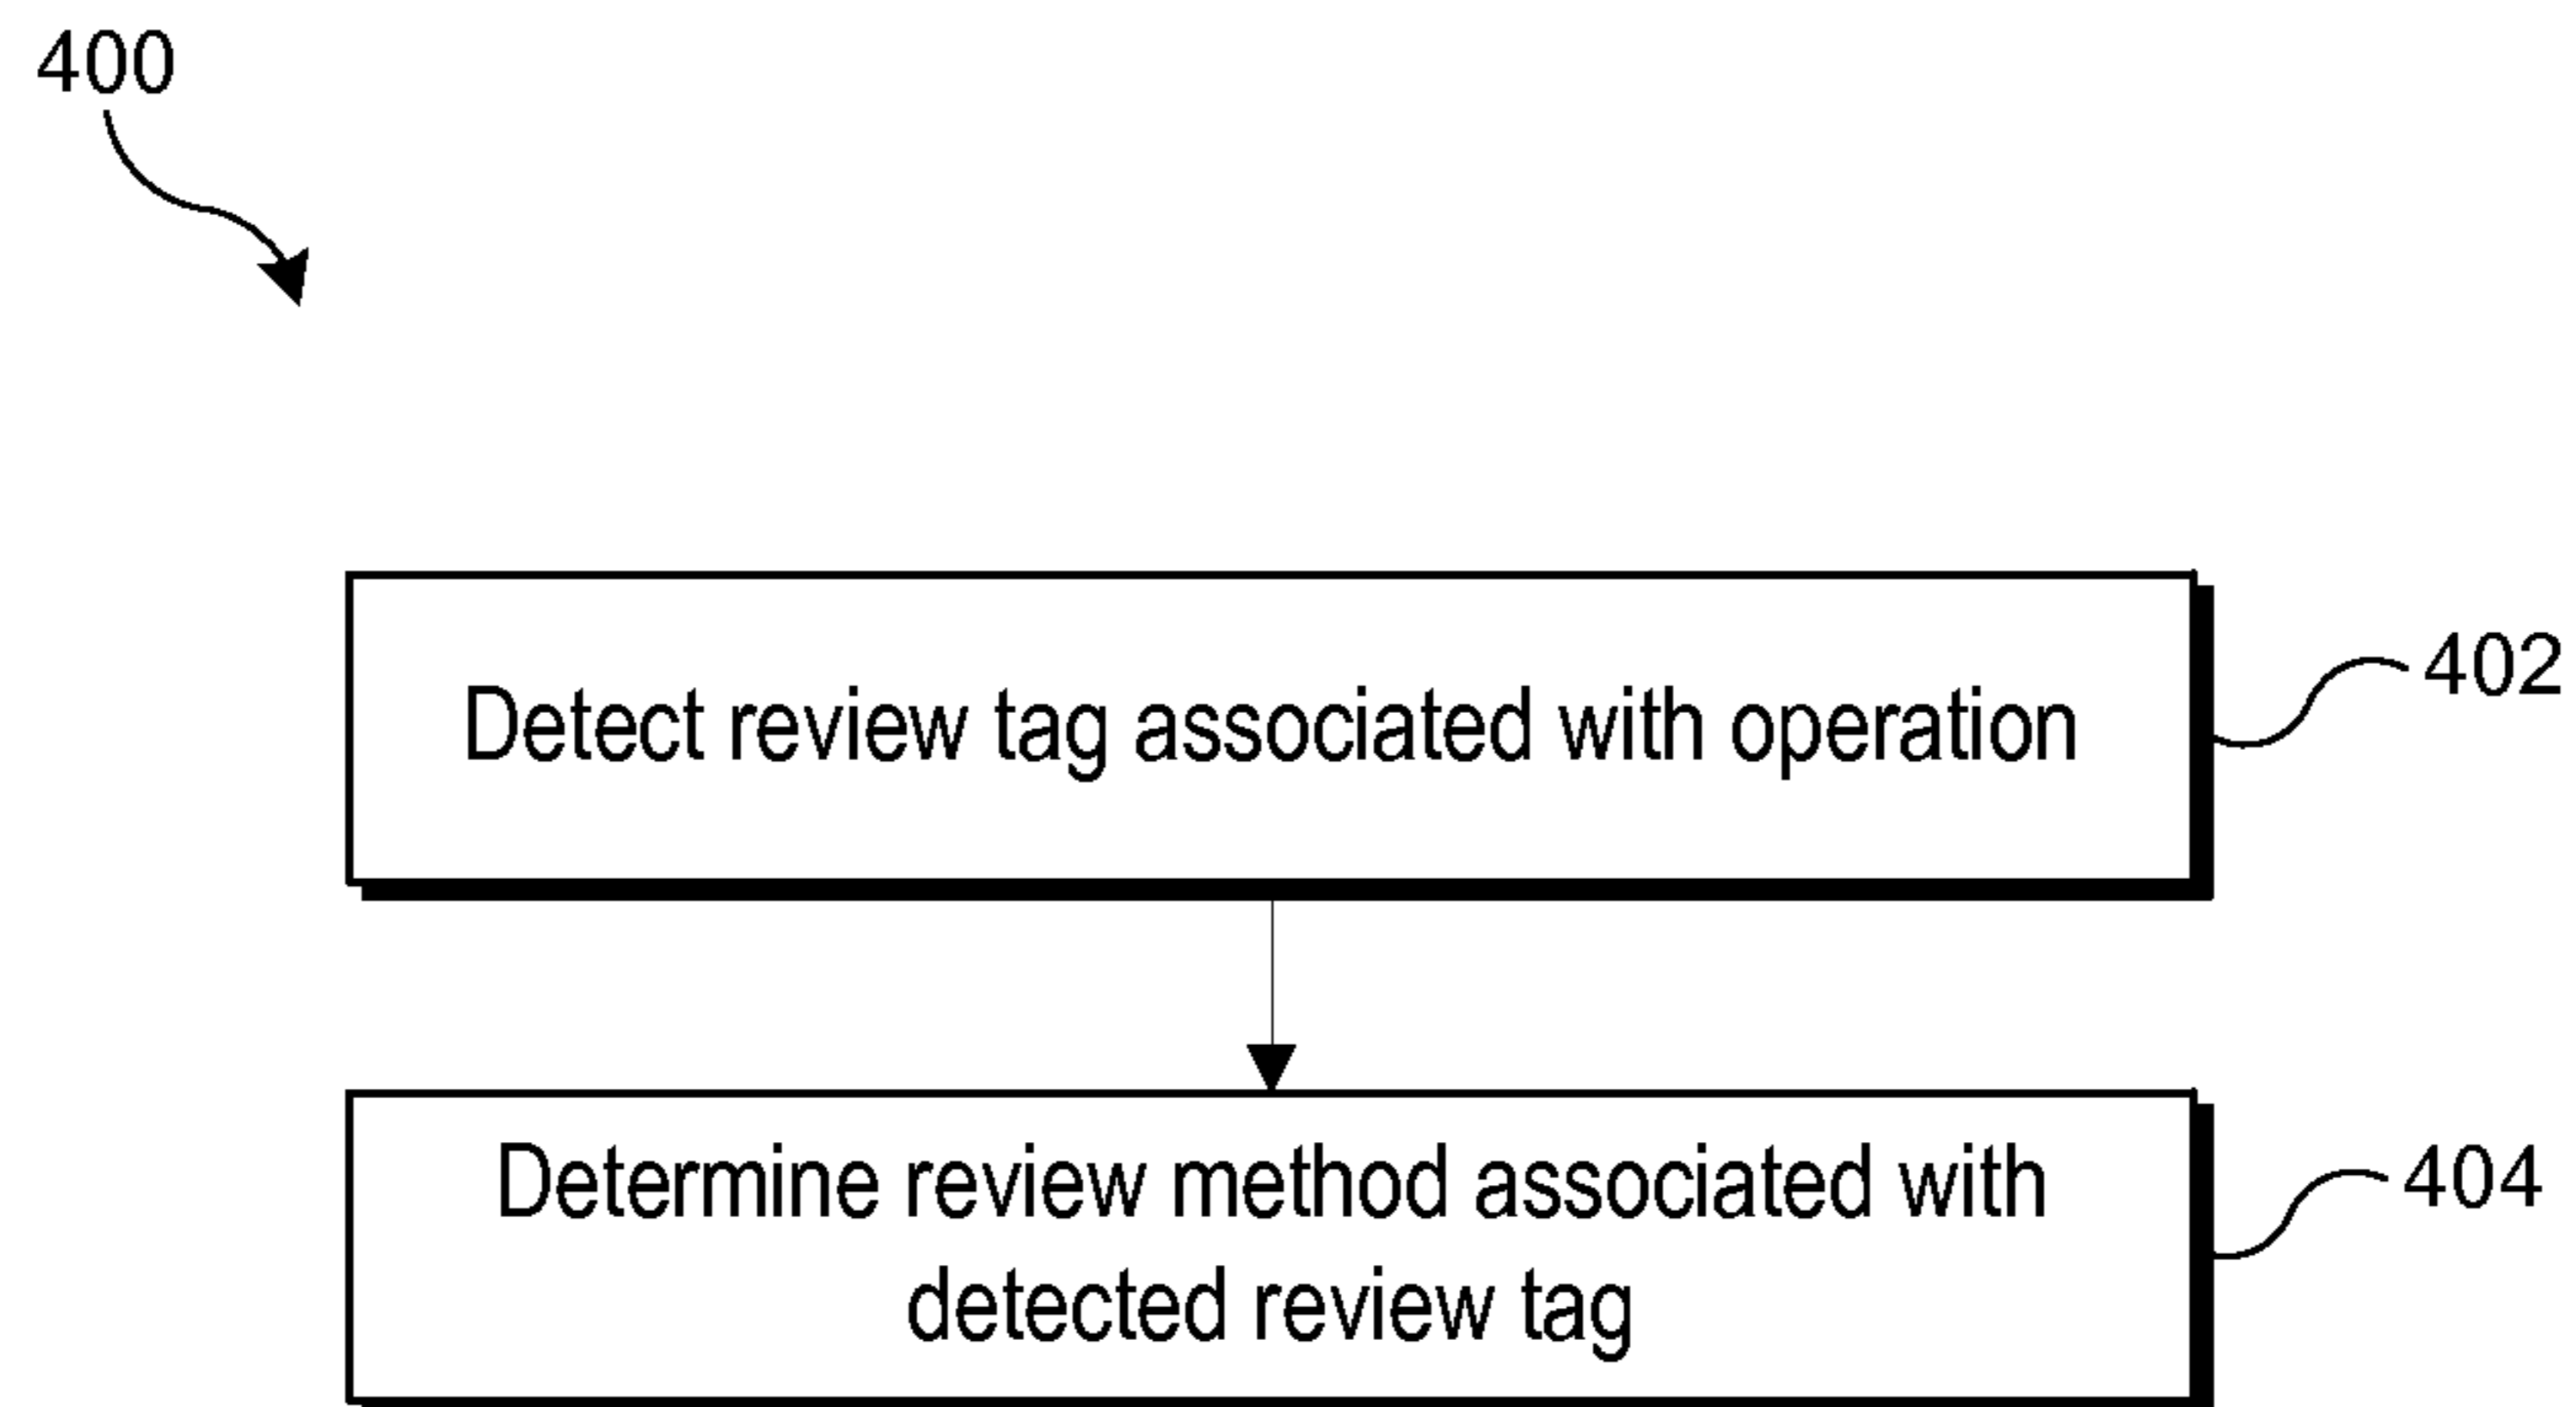 400
Detect review tag associated with operation
402
Determine review method associated with
detected review tag
404